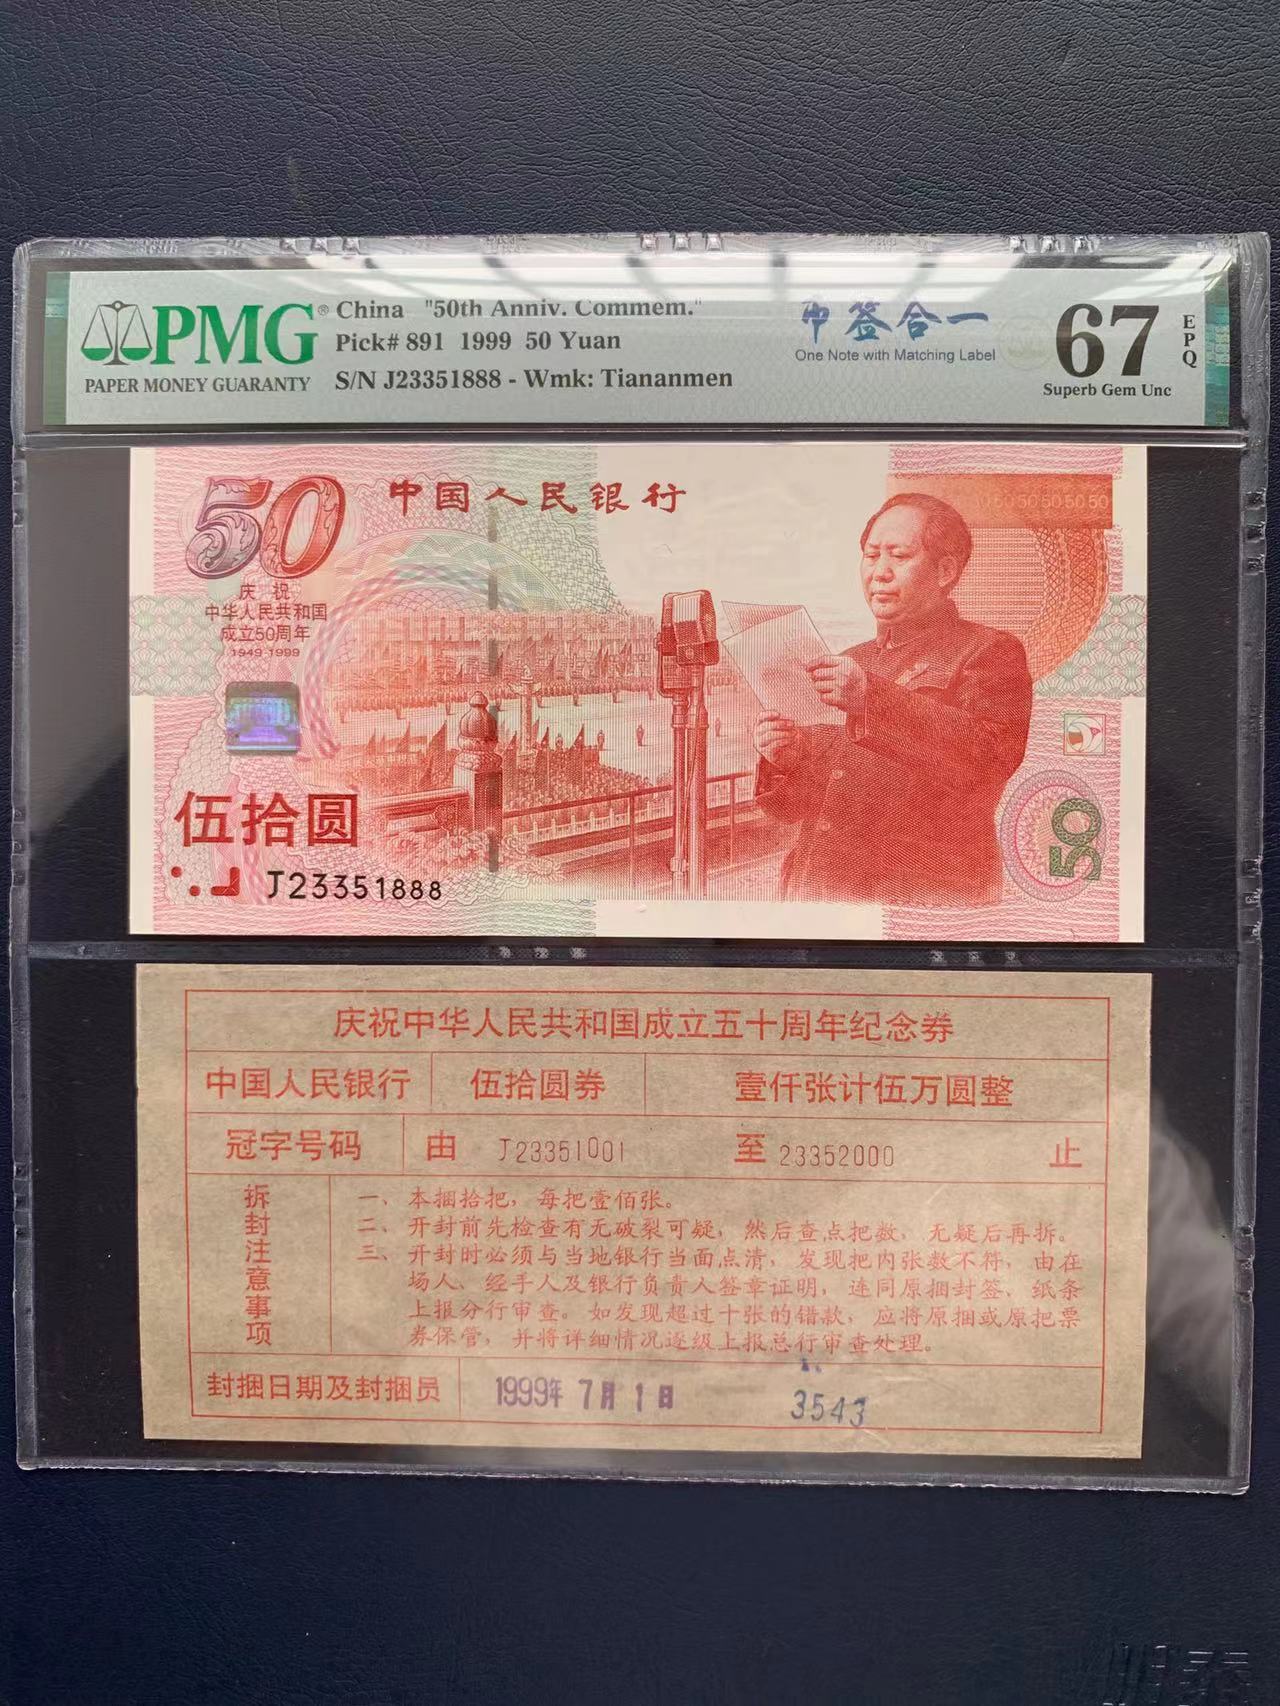 PMG®
PAPER MONEY GUARANTY
China "50th Anniv. Commem."
Pick# 891 1999 50 Yuan
S/N J23351888 - Wmk: Tiananmen
币签合一
One Note with Matching Label
67
EPQ
Superb Gem Unc
50
中国人民银行
50 50 50 50
庆祝
中华人民共和国
成立50周年
1949-1999
伍拾圆
J23351888
50
庆祝中华人民共和国成立五十周年纪念券
中国人民银行 伍拾圆券 壹仟张计伍万圆整
冠字号码 由 J23351001 至 23352000 止
拆封注意事项
一、本捆拾把，每把壹佰张。
二、开封前先检查有无破裂可疑，然后查点把数，无疑后再拆。
三、开封时必须与当地银行当面点清，发现把内张数不符，由在
场人、经手人及银行负责人签章证明，连同原捆封签、纸条
上报分行审查。如发现超过十张的错款，应将原捆或原把票
券保管，并将详细情况逐级上报总行审查处理。
封捆日期及封捆员 1999年7月1日 3543